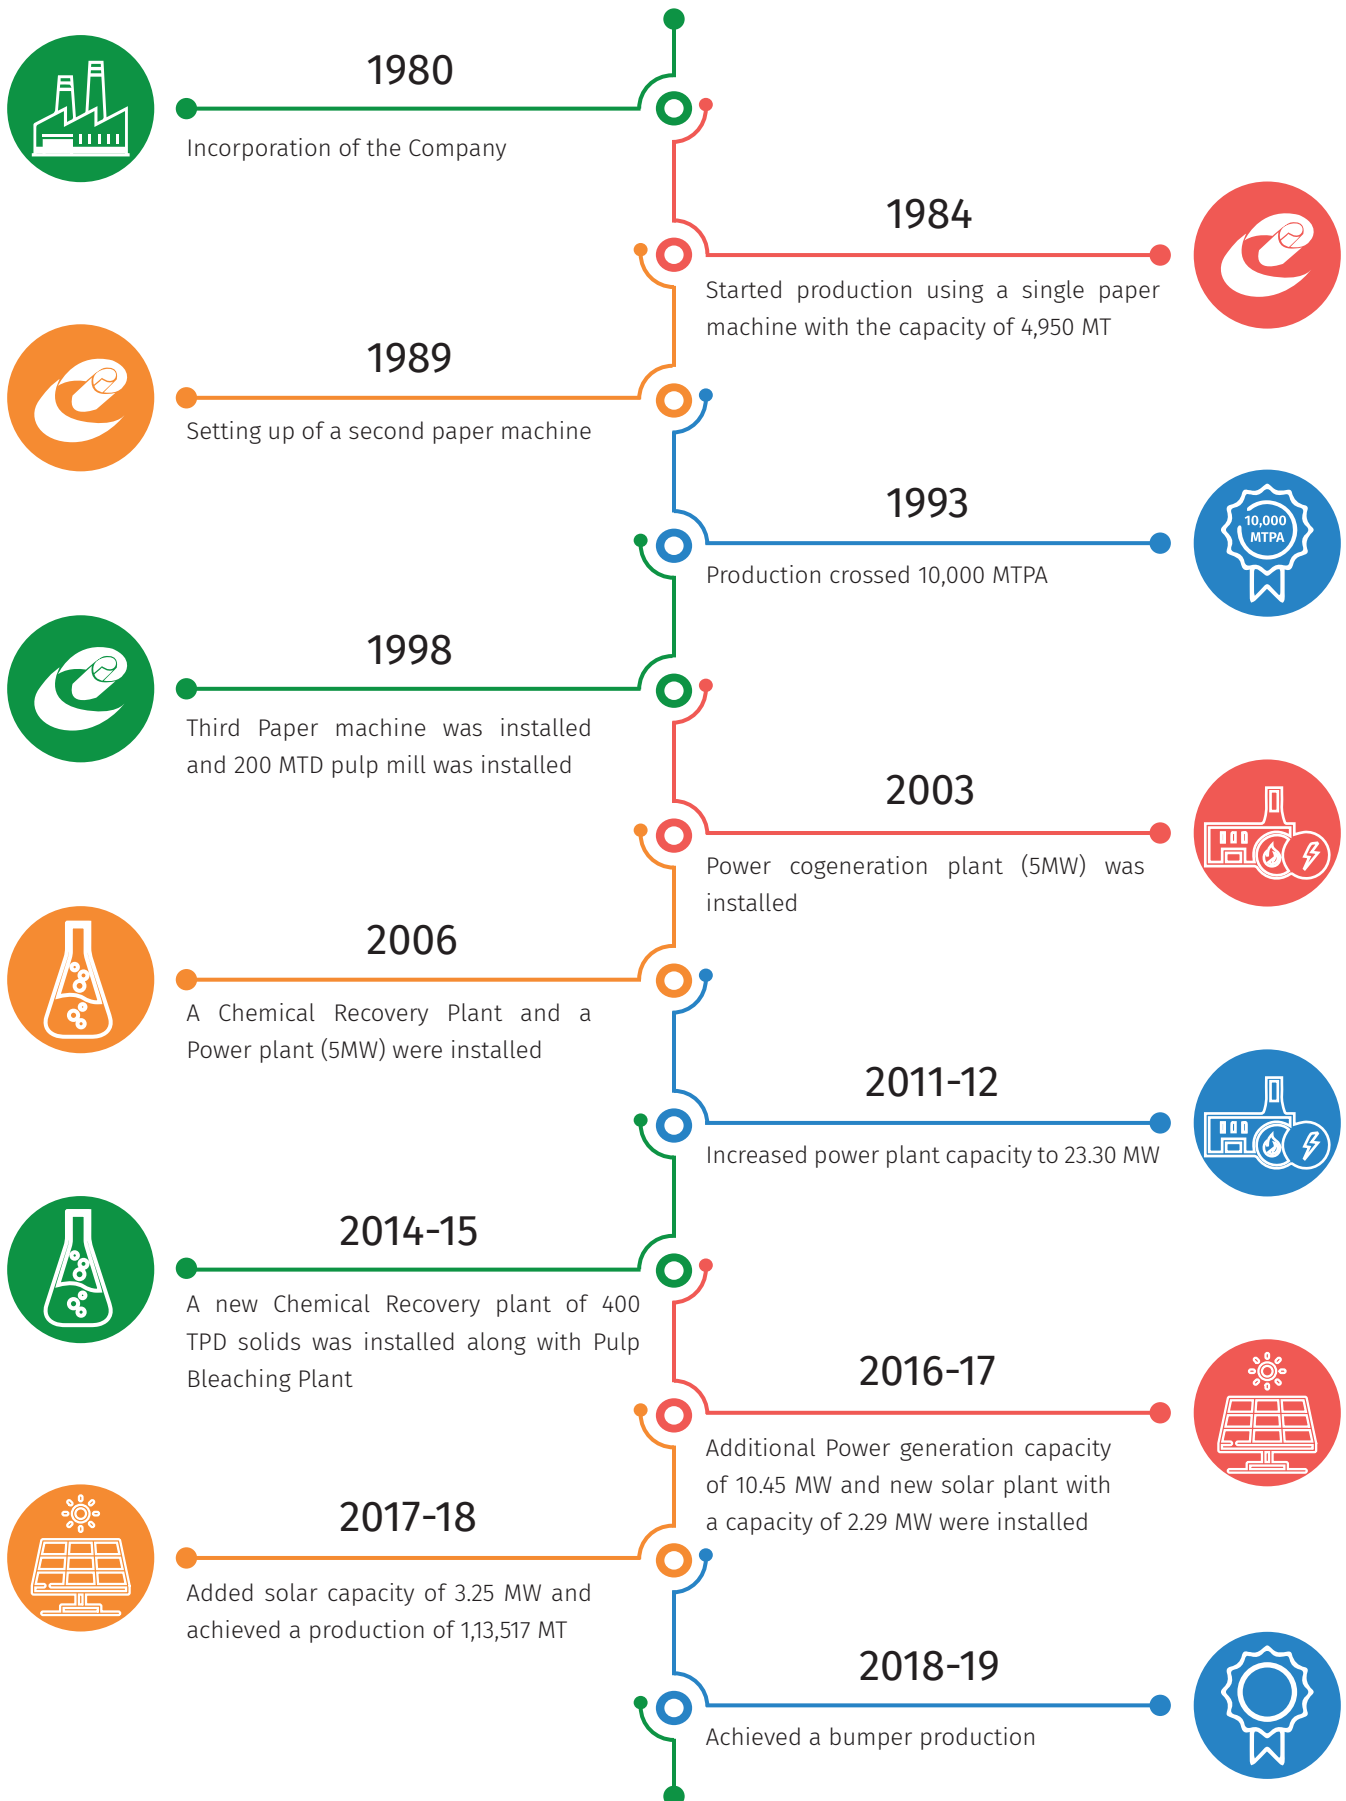 1980
Incorporation of the Company
1984
Started production using a single paper
machine with the capacity of 4,950 MT
1989
Setting up of a second paper machine
1993
10,000
MTPA
Production crossed 10,000 MTPA
1998
Third Paper machine was installed
and 200 MTD pulp mill was installed
2003
Power cogeneration plant (5MW) was
installed
2006
A Chemical Recovery Plant and a
Power plant (5MW) were installed
2011-12
Increased power plant capacity to 23.30 MW
2014-15
A new Chemical Recovery plant of 400
TPD solids was installed along with Pulp
Bleaching Plant
2016-17
Additional Power generation capacity
of 10.45 MW and new solar plant with
a capacity of 2.29 MW were installed
2017-18
Added solar capacity of 3.25 MW and
achieved a production of 1,13,517 MT
2018-19
Achieved a bumper production